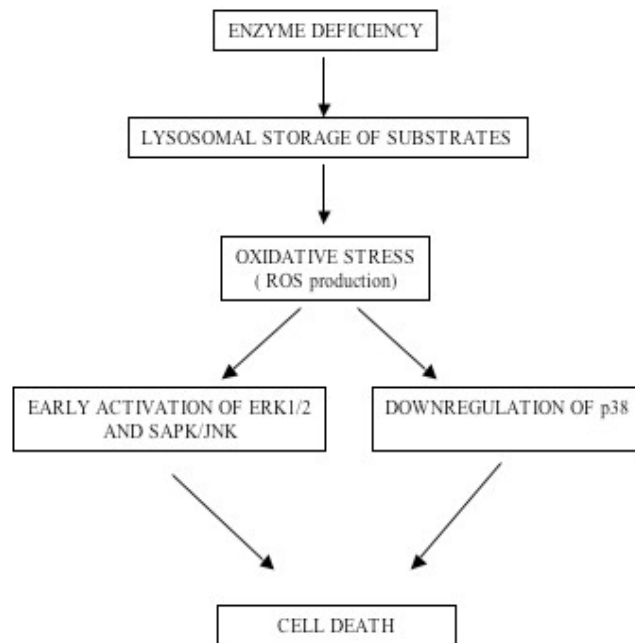 ENZYME DEFICIENCY
LYSOSOMAL STORAGE OF SUBSTRATES
OXIDATIVE STRESS
( ROS production)
EARLY ACTIVATION OF ERK1/2
AND SAPK/JNK
DOWNREGULATION OF p38
CELL DEATH